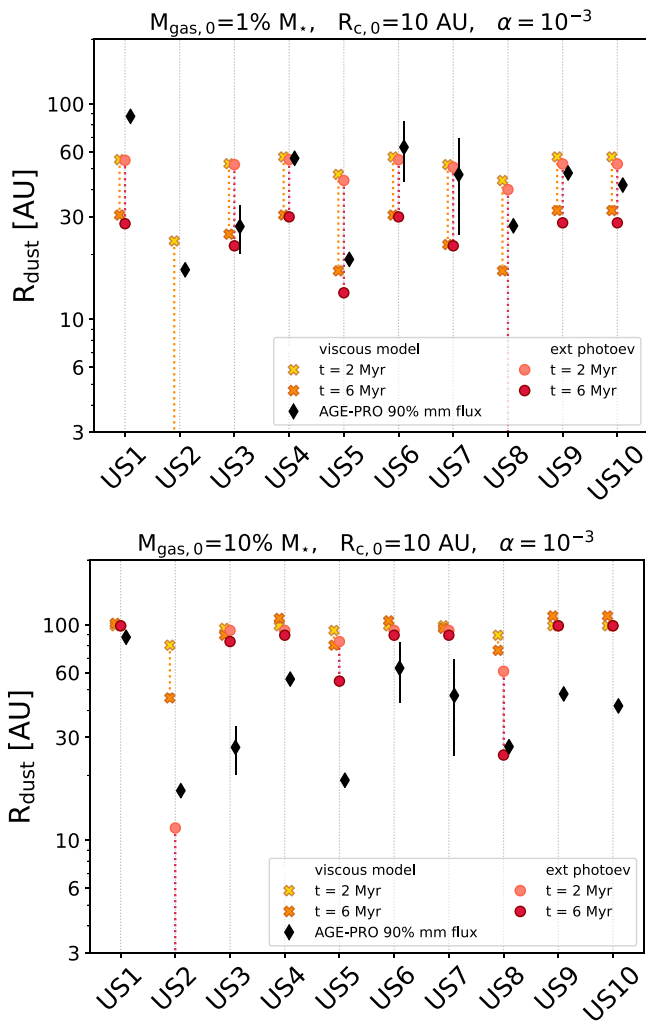 M_gas,0=1% M⋆, R_c,0=10 AU, α=10⁻³
R_dust [AU]
100
60
30
10
6
3
viscous model
t = 2 Myr
t = 6 Myr
AGE-PRO 90% mm flux
ext photoev
t = 2 Myr
t = 6 Myr
US1 US2 US3 US4 US5 US6 US7 US8 US9 US10
M_gas,0=10% M⋆, R_c,0=10 AU, α=10⁻³
R_dust [AU]
100
60
30
10
6
3
viscous model
t = 2 Myr
t = 6 Myr
AGE-PRO 90% mm flux
ext photoev
t = 2 Myr
t = 6 Myr
US1 US2 US3 US4 US5 US6 US7 US8 US9 US10